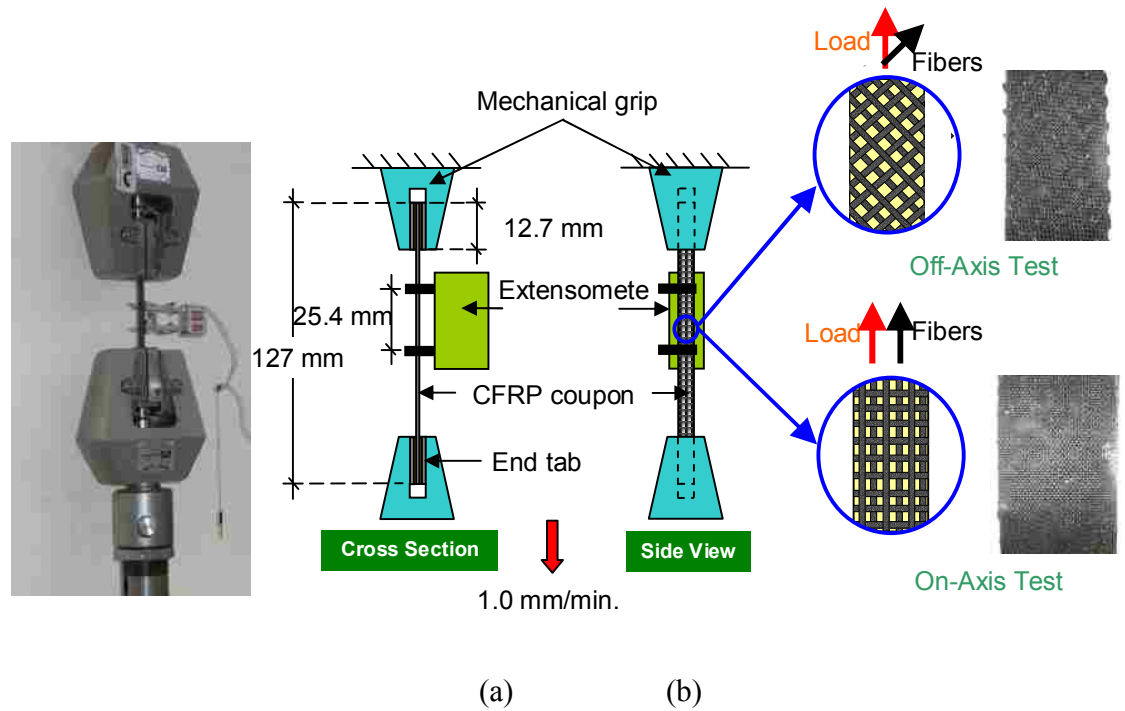 Load
Fibers
Mechanical grip
12.7 mm
Off-Axis Test
Extensomete
25.4 mm
Load
Fibers
127 mm
CFRP coupon
End tab
Cross Section
Side View
On-Axis Test
1.0 mm/min.
(a)
(b)